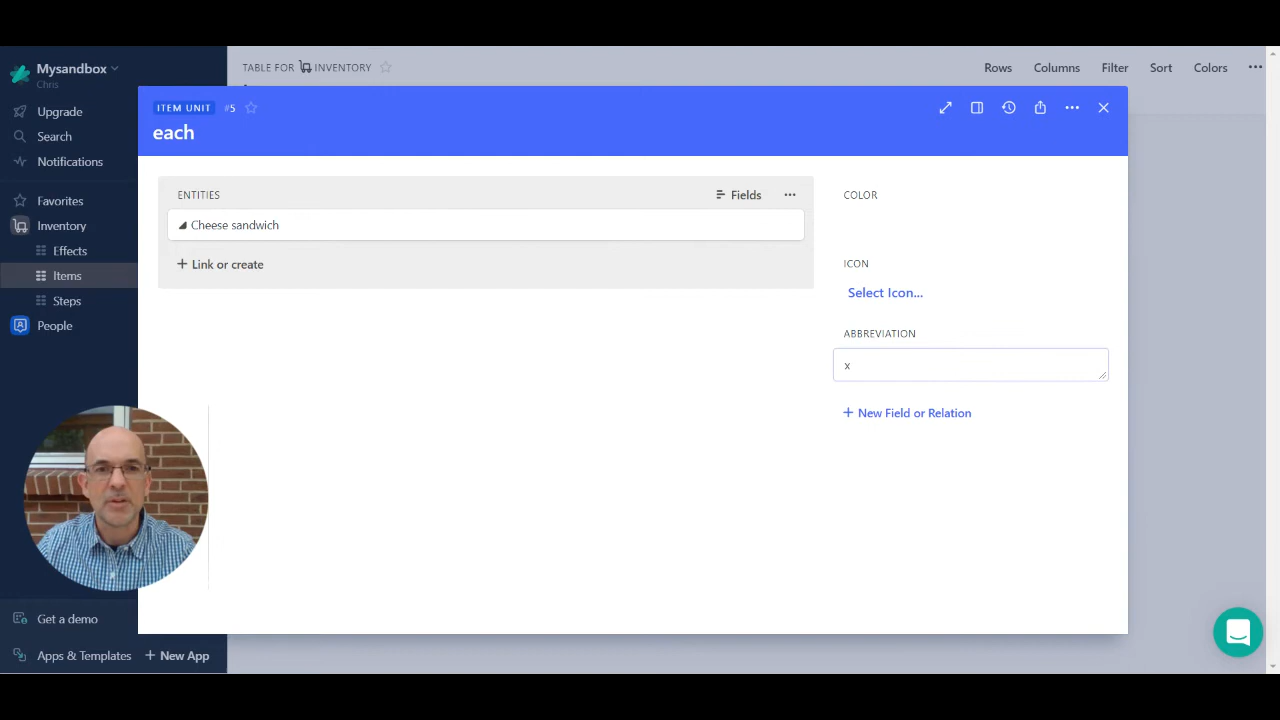 Mysandbox
Chris
Upgrade
Search
Notifications
Favorites
Inventory
Effects
Items
Steps
People
Get a demo
Apps & Templates
+ New App
TABLE FOR INVENTORY
Rows
Columns
Filter
Sort
Colors
ITEM UNIT #5
each
ENTITIES
Fields
Cheese sandwich
+ Link or create
COLOR
ICON
Select Icon...
ABBREVIATION
x
+ New Field or Relation